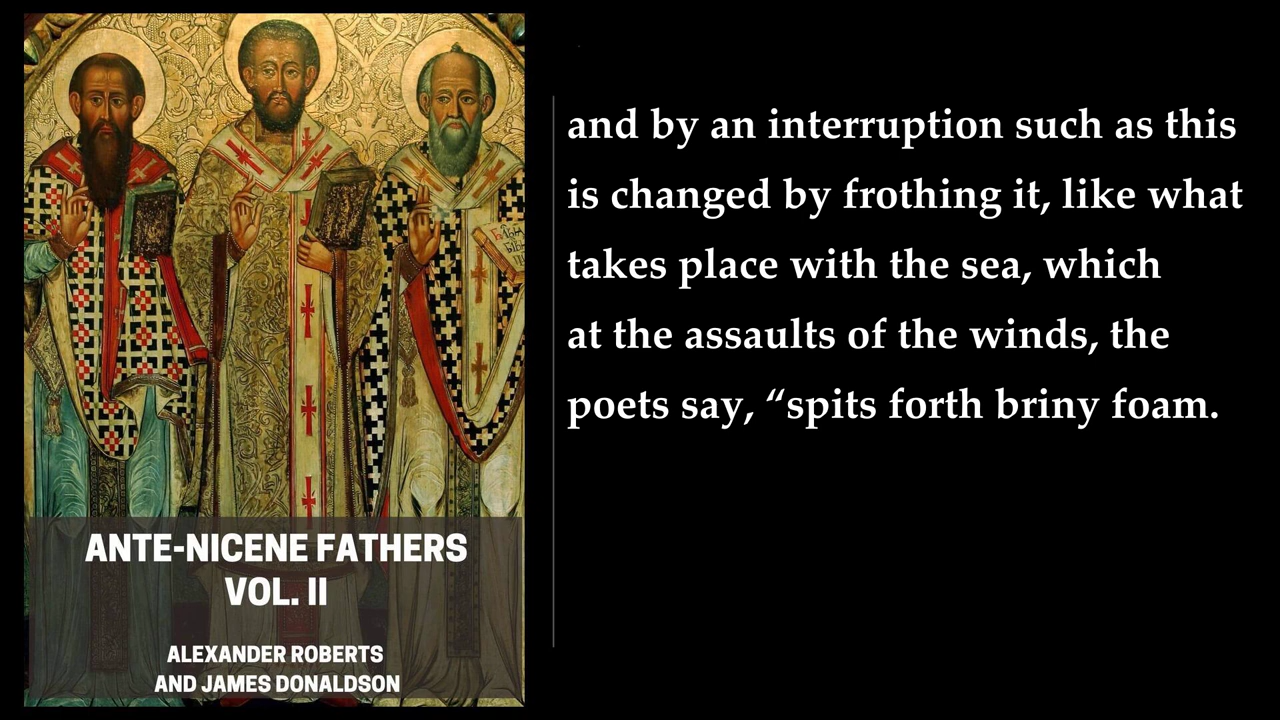 ANTE-NICENE FATHERS
VOL. II
ALEXANDER ROBERTS
AND JAMES DONALDSON
and by an interruption such as this
is changed by frothing it, like what
takes place with the sea, which
at the assaults of the winds, the
poets say, “spits forth briny foam.